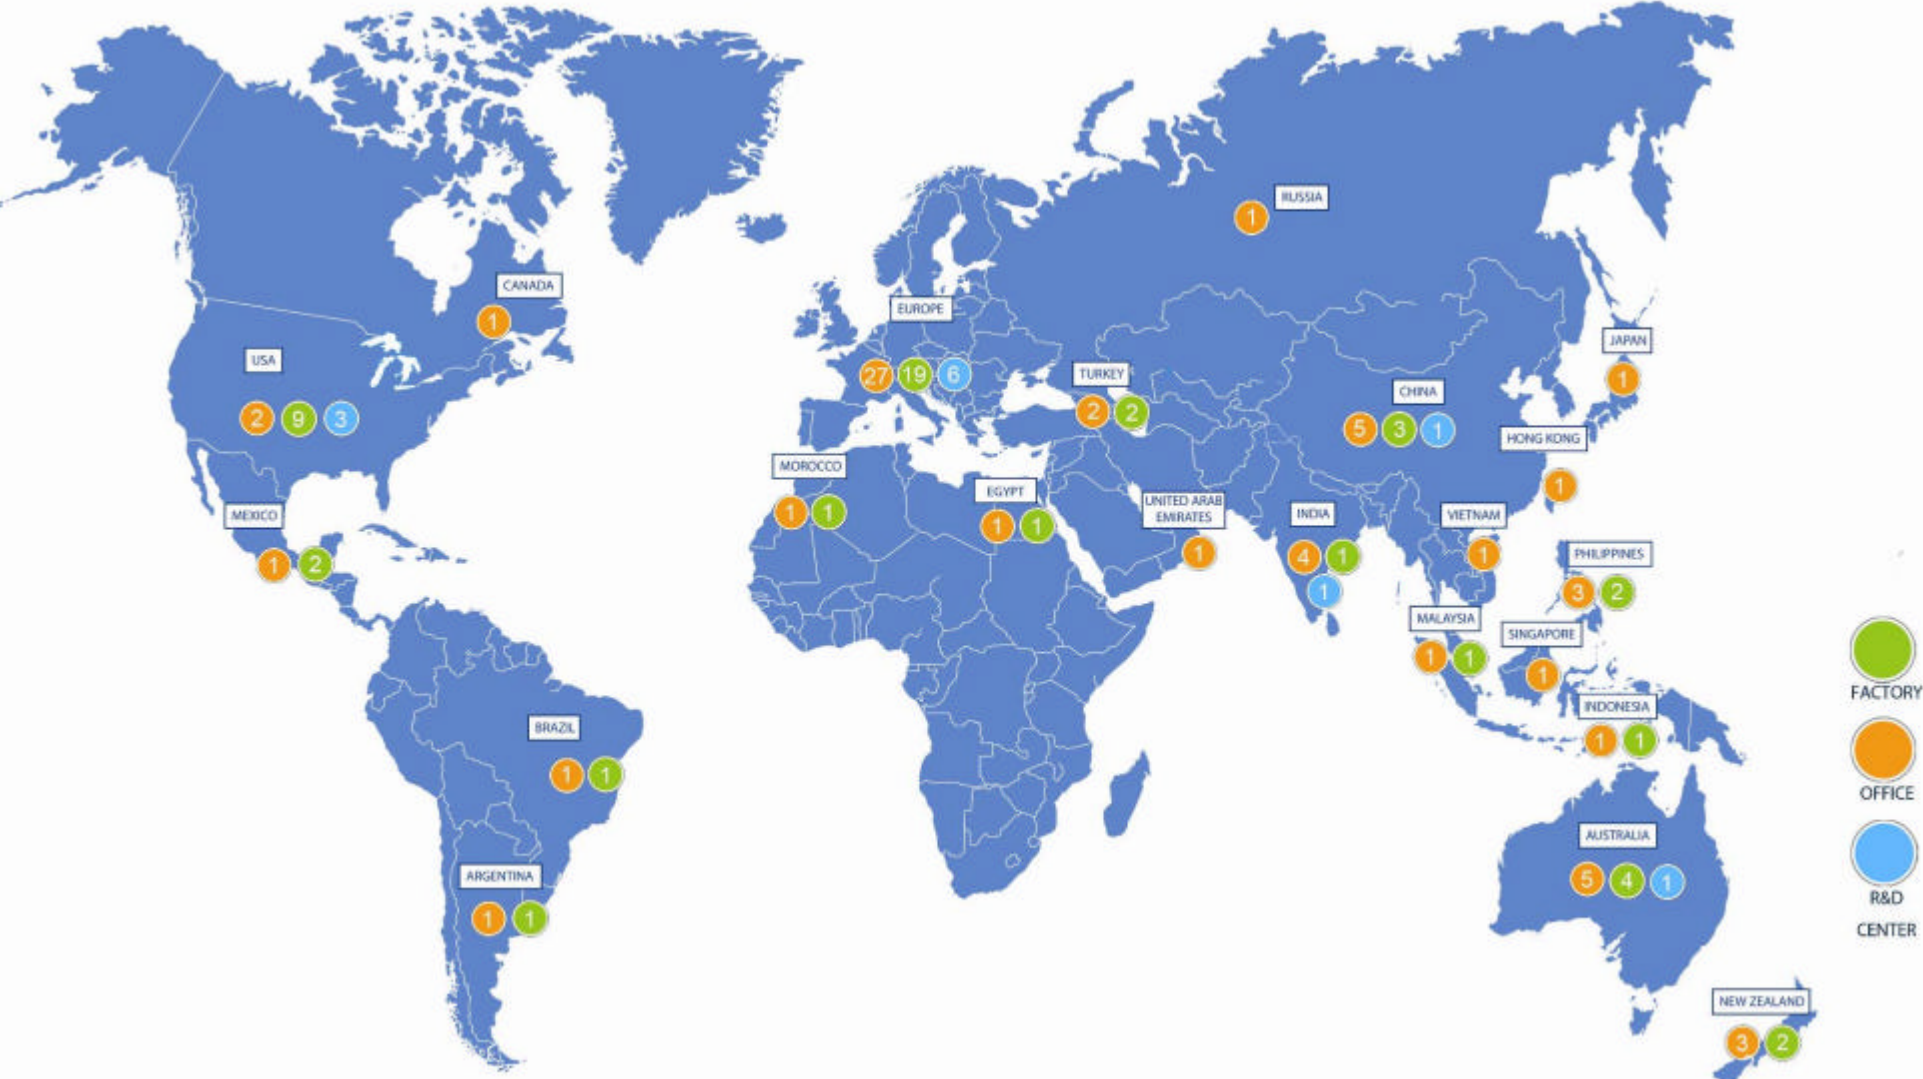 RUSSIA
1
CANADA
1
EUROPE
27 19 6
USA
2 9 3
TURKEY
2 2
CHINA
5 3 1
JAPAN
1
HONG KONG
1
MOROCCO
1 1
EGYPT
1 1
UNITED ARAB
EMIRATES
1
INDIA
4 1
1
VIETNAM
1
MEXICO
1 2
PHILIPPINES
3 2
MALAYSIA
1 1
SINGAPORE
1
INDONESIA
1 1
BRAZIL
1 1
ARGENTINA
1 1
AUSTRALIA
5 4 1
NEW ZEALAND
3 2
FACTORY
OFFICE
R&D
CENTER